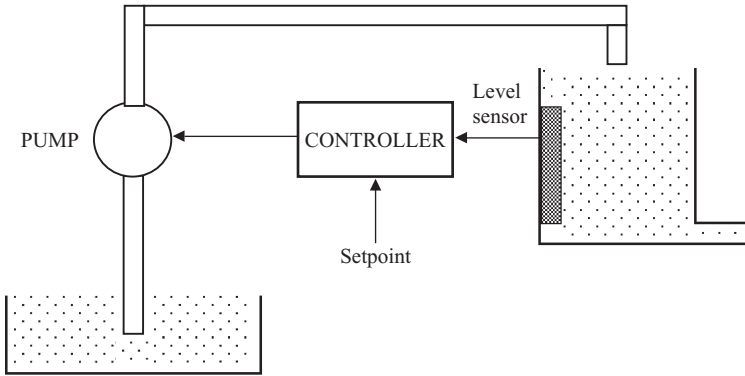 Level
sensor
PUMP
CONTROLLER
Setpoint